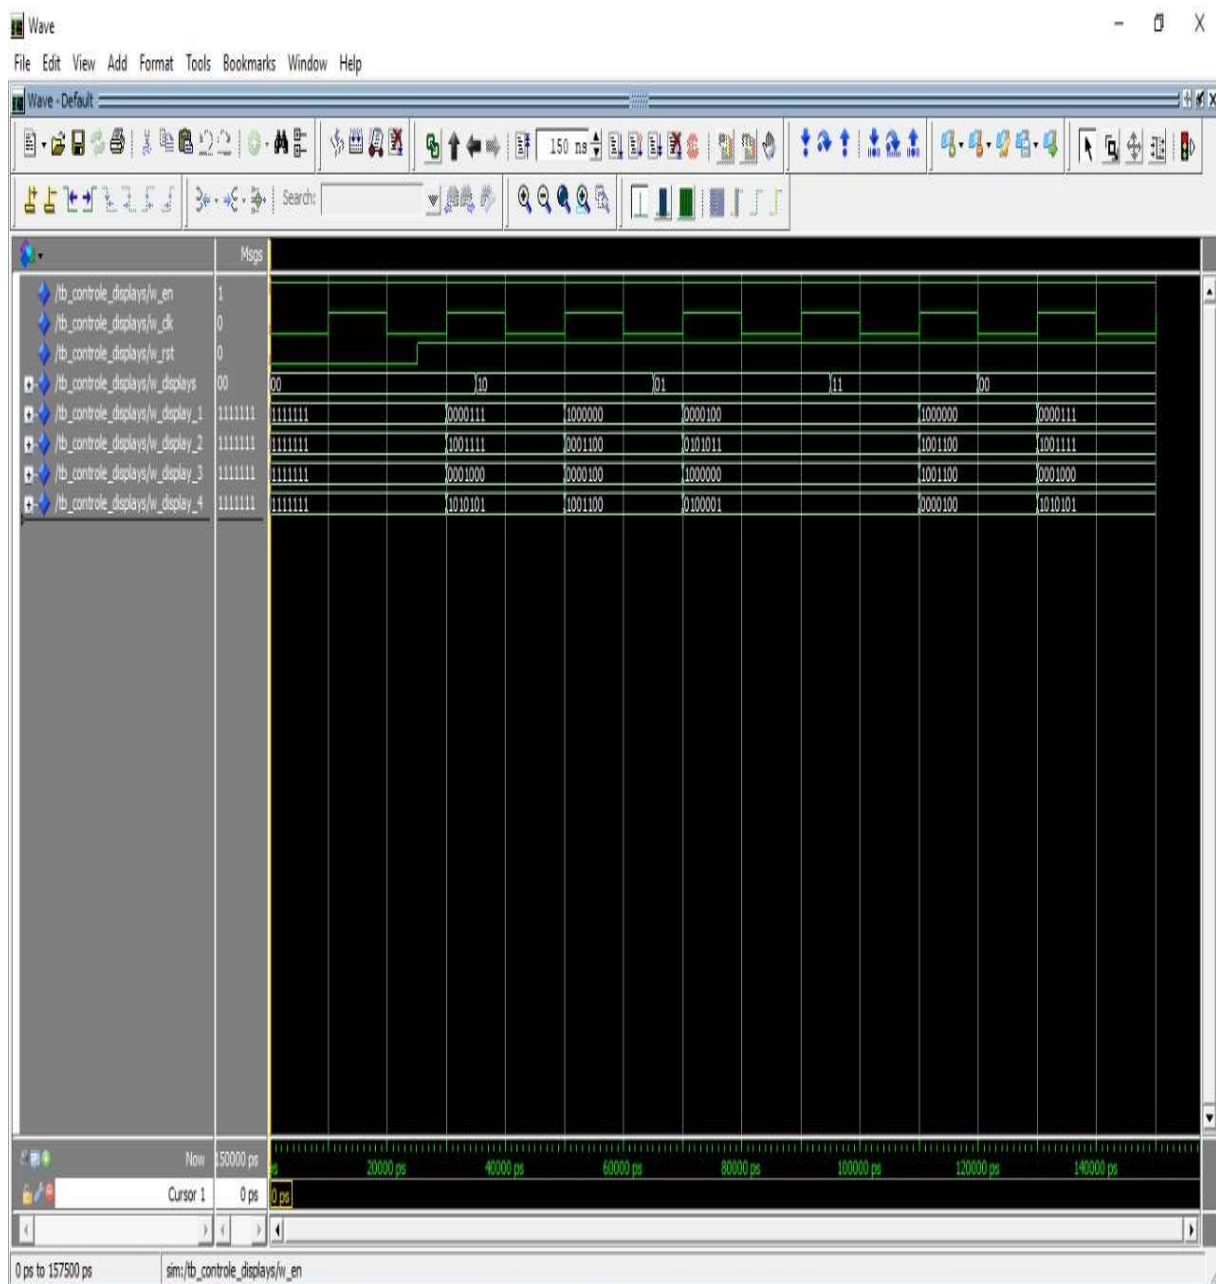 Wave
File Edit View Add Format Tools Bookmarks Window Help
Wave - Default
150 ns
Search:
Msgs
/tb_controle_displays/w_en 1
/tb_controle_displays/w_clk 0
/tb_controle_displays/w_rst 0
/tb_controle_displays/w_displays 00 00 10 01 11 00
/tb_controle_displays/w_display_1 1111111 1111111 0000111 1000000 0000100 1000000 0000111
/tb_controle_displays/w_display_2 1111111 1111111 1001111 0001100 0101011 1001100 1001111
/tb_controle_displays/w_display_3 1111111 1111111 0001000 0000100 1000000 1001100 0001000
/tb_controle_displays/w_display_4 1111111 1111111 1010101 1001100 0100001 0000100 1010101
Now 150000 ps 20000 ps 40000 ps 60000 ps 80000 ps 100000 ps 120000 ps 140000 ps
Cursor 1 0 ps 0 ps
0 ps to 157500 ps sim:/tb_controle_displays/w_en